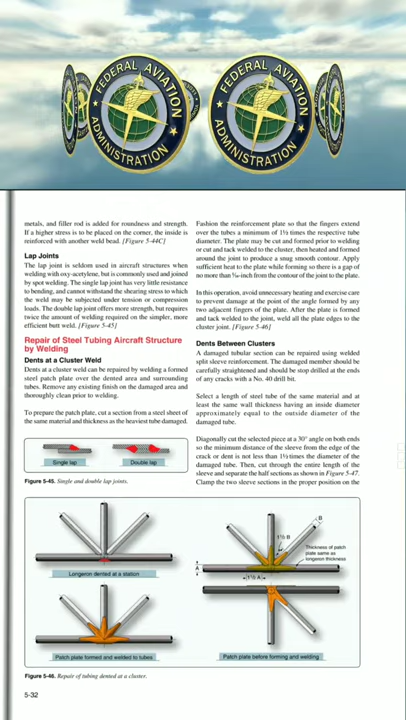 FEDERAL AVIATION
ADMINISTRATION
FEDERAL AVIATION
ADMINISTRATION
metals, and filler rod is added for roundness and strength.
If a higher stress is to be placed on the corner, the inside is
reinforced with another weld bead. [Figure 5-44C]
Lap Joints
The lap joint is seldom used in aircraft structures when
welding with oxy-acetylene, but is commonly used and joined
by spot welding. The single lap joint has very little resistance
to bending, and cannot withstand the shearing stress to which
the weld may be subjected under tension or compression
loads. The double lap joint offers more strength, but requires
twice the amount of welding required on the simpler, more
efficient butt weld. [Figure 5-45]
Repair of Steel Tubing Aircraft Structure
by Welding
Dents at a Cluster Weld
Dents at a cluster weld can be repaired by welding a formed
steel patch plate over the dented area and surrounding
tubes. Remove any existing finish on the damaged area and
thoroughly clean prior to welding.
To prepare the patch plate, cut a section from a steel sheet of
the same material and thickness as the heaviest tube damaged.
Single lap
Double lap
Figure 5-45. Single and double lap joints.
Fashion the reinforcement plate so that the fingers extend
over the tubes a minimum of 1½ times the respective tube
diameter. The plate may be cut and formed prior to welding
or cut and tack welded to the cluster, then heated and formed
around the joint to produce a snug smooth contour. Apply
sufficient heat to the plate while forming so there is a gap of
no more than 1⁄16-inch from the contour of the joint to the plate.
In this operation, avoid unnecessary heating and exercise care
to prevent damage at the point of the angle formed by any
two adjacent fingers of the plate. After the plate is formed
and tack welded to the joint, weld all the plate edges to the
cluster joint. [Figure 5-46]
Dents Between Clusters
A damaged tubular section can be repaired using welded
split sleeve reinforcement. The damaged member should be
carefully straightened and should be stop drilled at the ends
of any cracks with a No. 40 drill bit.
Select a length of steel tube of the same material and at
least the same wall thickness having an inside diameter
approximately equal to the outside diameter of the
damaged tube.
Diagonally cut the selected piece at a 30° angle on both ends
so the minimum distance of the sleeve from the edge of the
crack or dent is not less than 1½ times the diameter of the
damaged tube. Then, cut through the entire length of the
sleeve and separate the half sections as shown in Figure 5-47.
Clamp the two sleeve sections in the proper position on the
Longeron dented at a station
Patch plate formed and welded to tubes
B
1½ B
Thickness of patch
plate same as
longeron thickness
A
1½ A
Patch plate before forming and welding
Figure 5-46. Repair of tubing dented at a cluster.
5-32